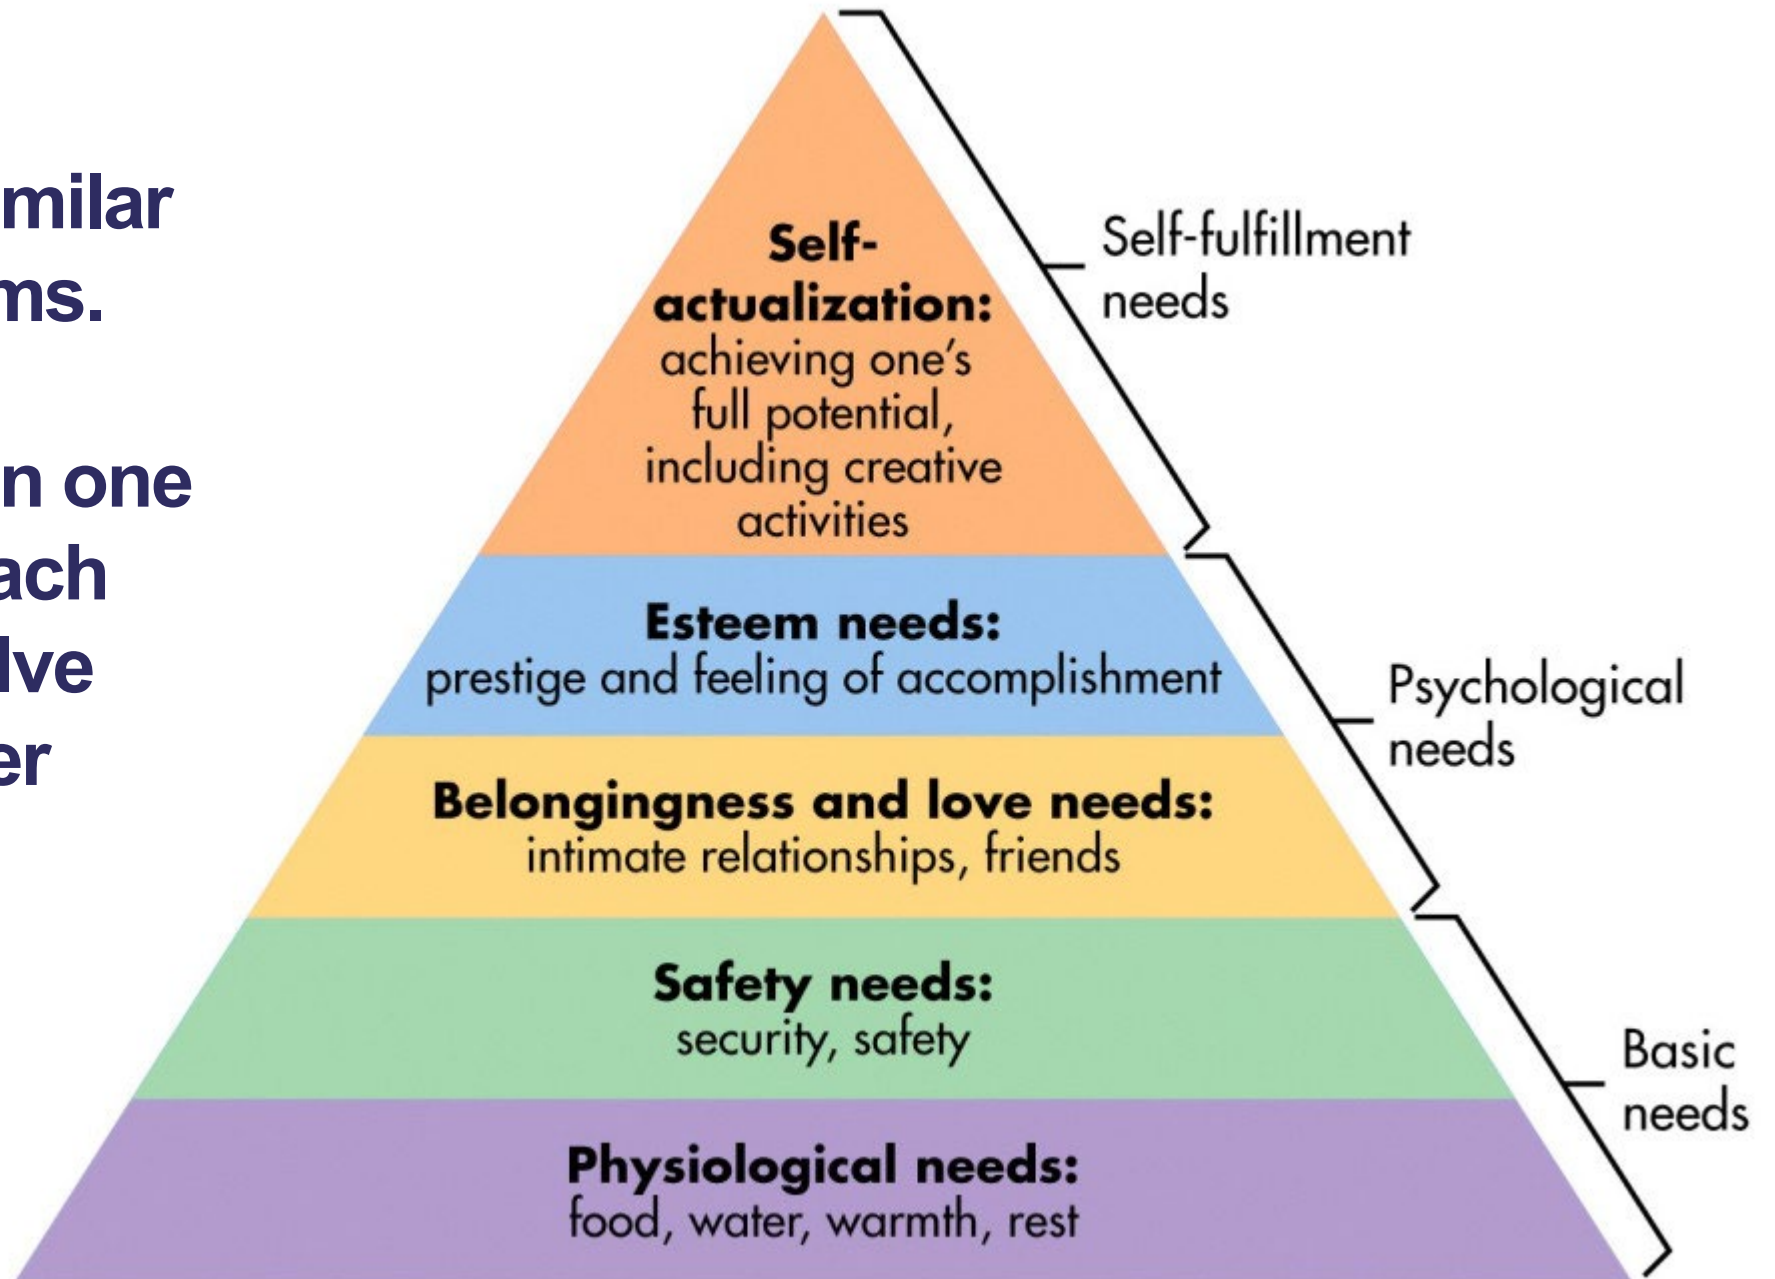 milar
ms.
n one
ach
lve
er
Self-
actualization:
achieving one’s
full potential,
including creative
activities
Esteem needs:
prestige and feeling of accomplishment
Belongingness and love needs:
intimate relationships, friends
Safety needs:
security, safety
Physiological needs:
food, water, warmth, rest
Self-fulfillment
needs
Psychological
needs
Basic
needs